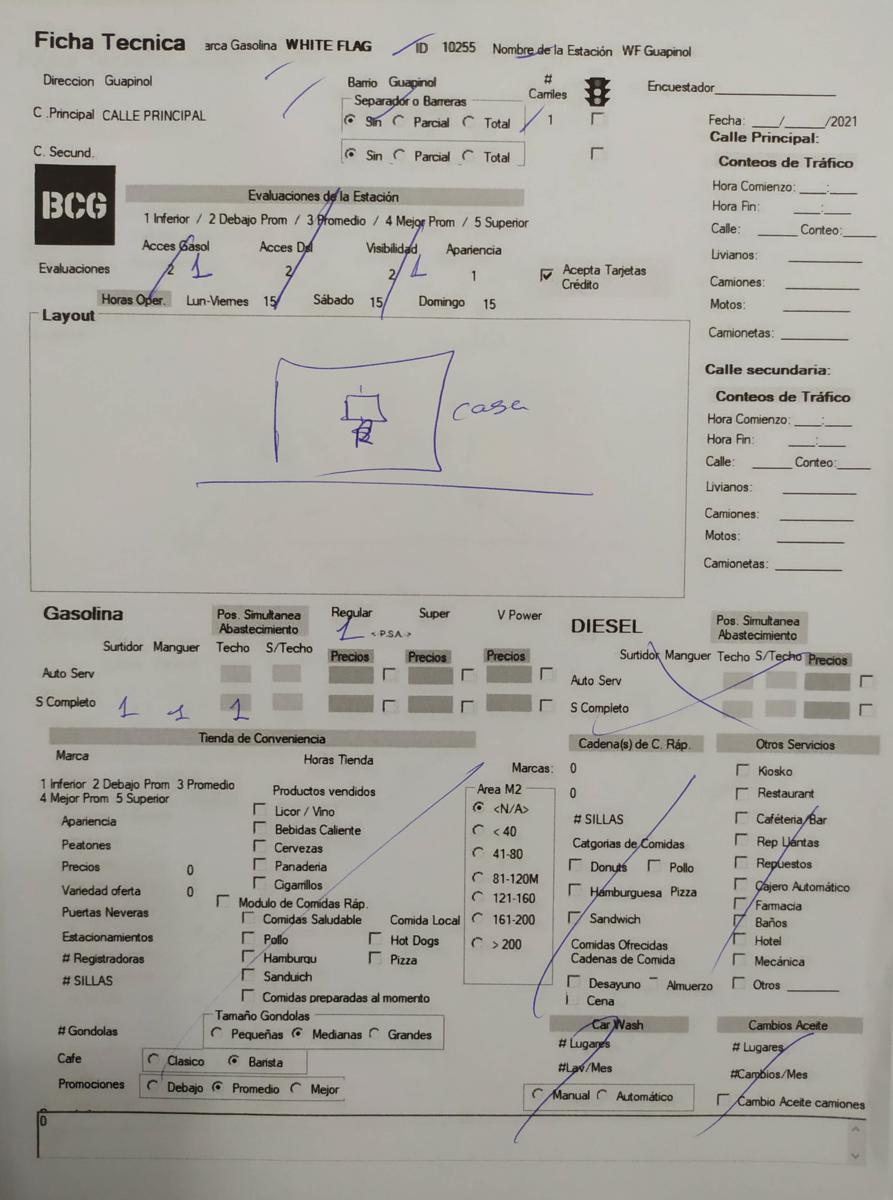 Ficha Tecnica arca Gasolina WHITE FLAG ID 10255 Nombre de la Estación WF Guapinol
Direccion Guapinol Barrio Guapinol # Carriles Encuestador
Separador o Barreras
C .Principal CALLE PRINCIPAL Sin Parcial Total 1 Fecha: ___/_____/2021
Calle Principal:
C. Secund. Sin Parcial Total
Conteos de Tráfico
BCG
Evaluaciones de la Estación
Hora Comienzo: ___:___
1 Inferior / 2 Debajo Prom / 3 Promedio / 4 Mejor Prom / 5 Superior
Hora Fin: ___:___
Calle: Conteo:
Acces Gasol Acces Dsl Visibilidad Apariencia
Livianos:
Evaluaciones 2 1 2 2 1 1 Acepta Tarjetas Crédito
Camiones:
Horas Oper. Lun-Viernes 15 Sábado 15 Domingo 15
Motos:
Layout
Camionetas:
Calle secundaria:
Conteos de Tráfico
casa
Hora Comienzo: ___:___
Hora Fin: ___:___
Calle: Conteo:
Livianos:
Camiones:
Motos:
Camionetas:
Gasolina Pos. Simultanea Abastecimiento Regular Super V Power DIESEL Pos. Simultanea Abastecimiento
1 <-P.S.A.->
Surtidor Manguer Techo S/Techo Precios Precios Precios Surtidor Manguer Techo S/Techo Precios
Auto Serv Auto Serv
S Completo 1 1 1 S Completo
Tienda de Conveniencia Cadena(s) de C. Ráp. Otros Servicios
Marca Horas Tienda Marcas: 0 Kiosko
1 Inferior 2 Debajo Prom 3 Promedio
4 Mejor Prom 5 Superior
Productos vendidos Area M2 0 Restaurant
Licor / Vino <N/A> # SILLAS Caféteria/Bar
Apariencia Bebidas Caliente < 40
Peatones Cervezas 41-80 Catgorias de Comidas Rep Llantas
Precios 0 Panaderia 81-120M Donuts Pollo Repuestos
Variedad oferta 0 Cigarrillos 121-160 Hamburguesa Pizza Cajero Automático
Modulo de Comidas Ráp. Farmacia
Puertas Neveras Comidas Saludable Comida Local 161-200 Sandwich Baños
Estacionamientos Pollo Hot Dogs > 200 Comidas Ofrecidas Hotel
# Registradoras Hamburqu Pizza Cadenas de Comida Mecánica
# SILLAS Sanduich Desayuno Almuerzo Otros
Comidas preparadas al momento Cena
Tamaño Gondolas Car Wash Cambios Aceite
# Gondolas Pequeñas Medianas Grandes # Lugares # Lugares
Cafe Clasico Barista #Lav/Mes #Cambios/Mes
Promociones Debajo Promedio Mejor Manual Automático Cambio Aceite camiones
0